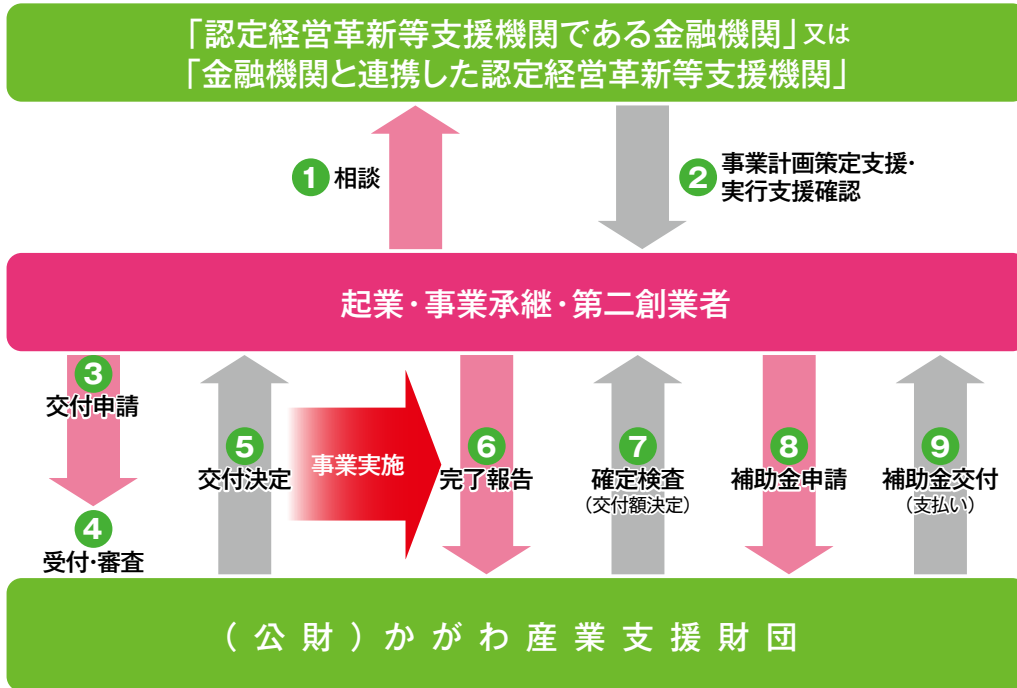 「認定経営革新等支援機関である金融機関」又は
「金融機関と連携した認定経営革新等支援機関」
1 相談
2 事業計画策定支援・
実行支援確認
起業・事業承継・第二創業者
3
交付申請
4
受付・審査
5
交付決定
事業実施
6
完了報告
7
確定検査
（交付額決定）
8
補助金申請
9
補助金交付
（支払い）
（公財）かがわ産業支援財団